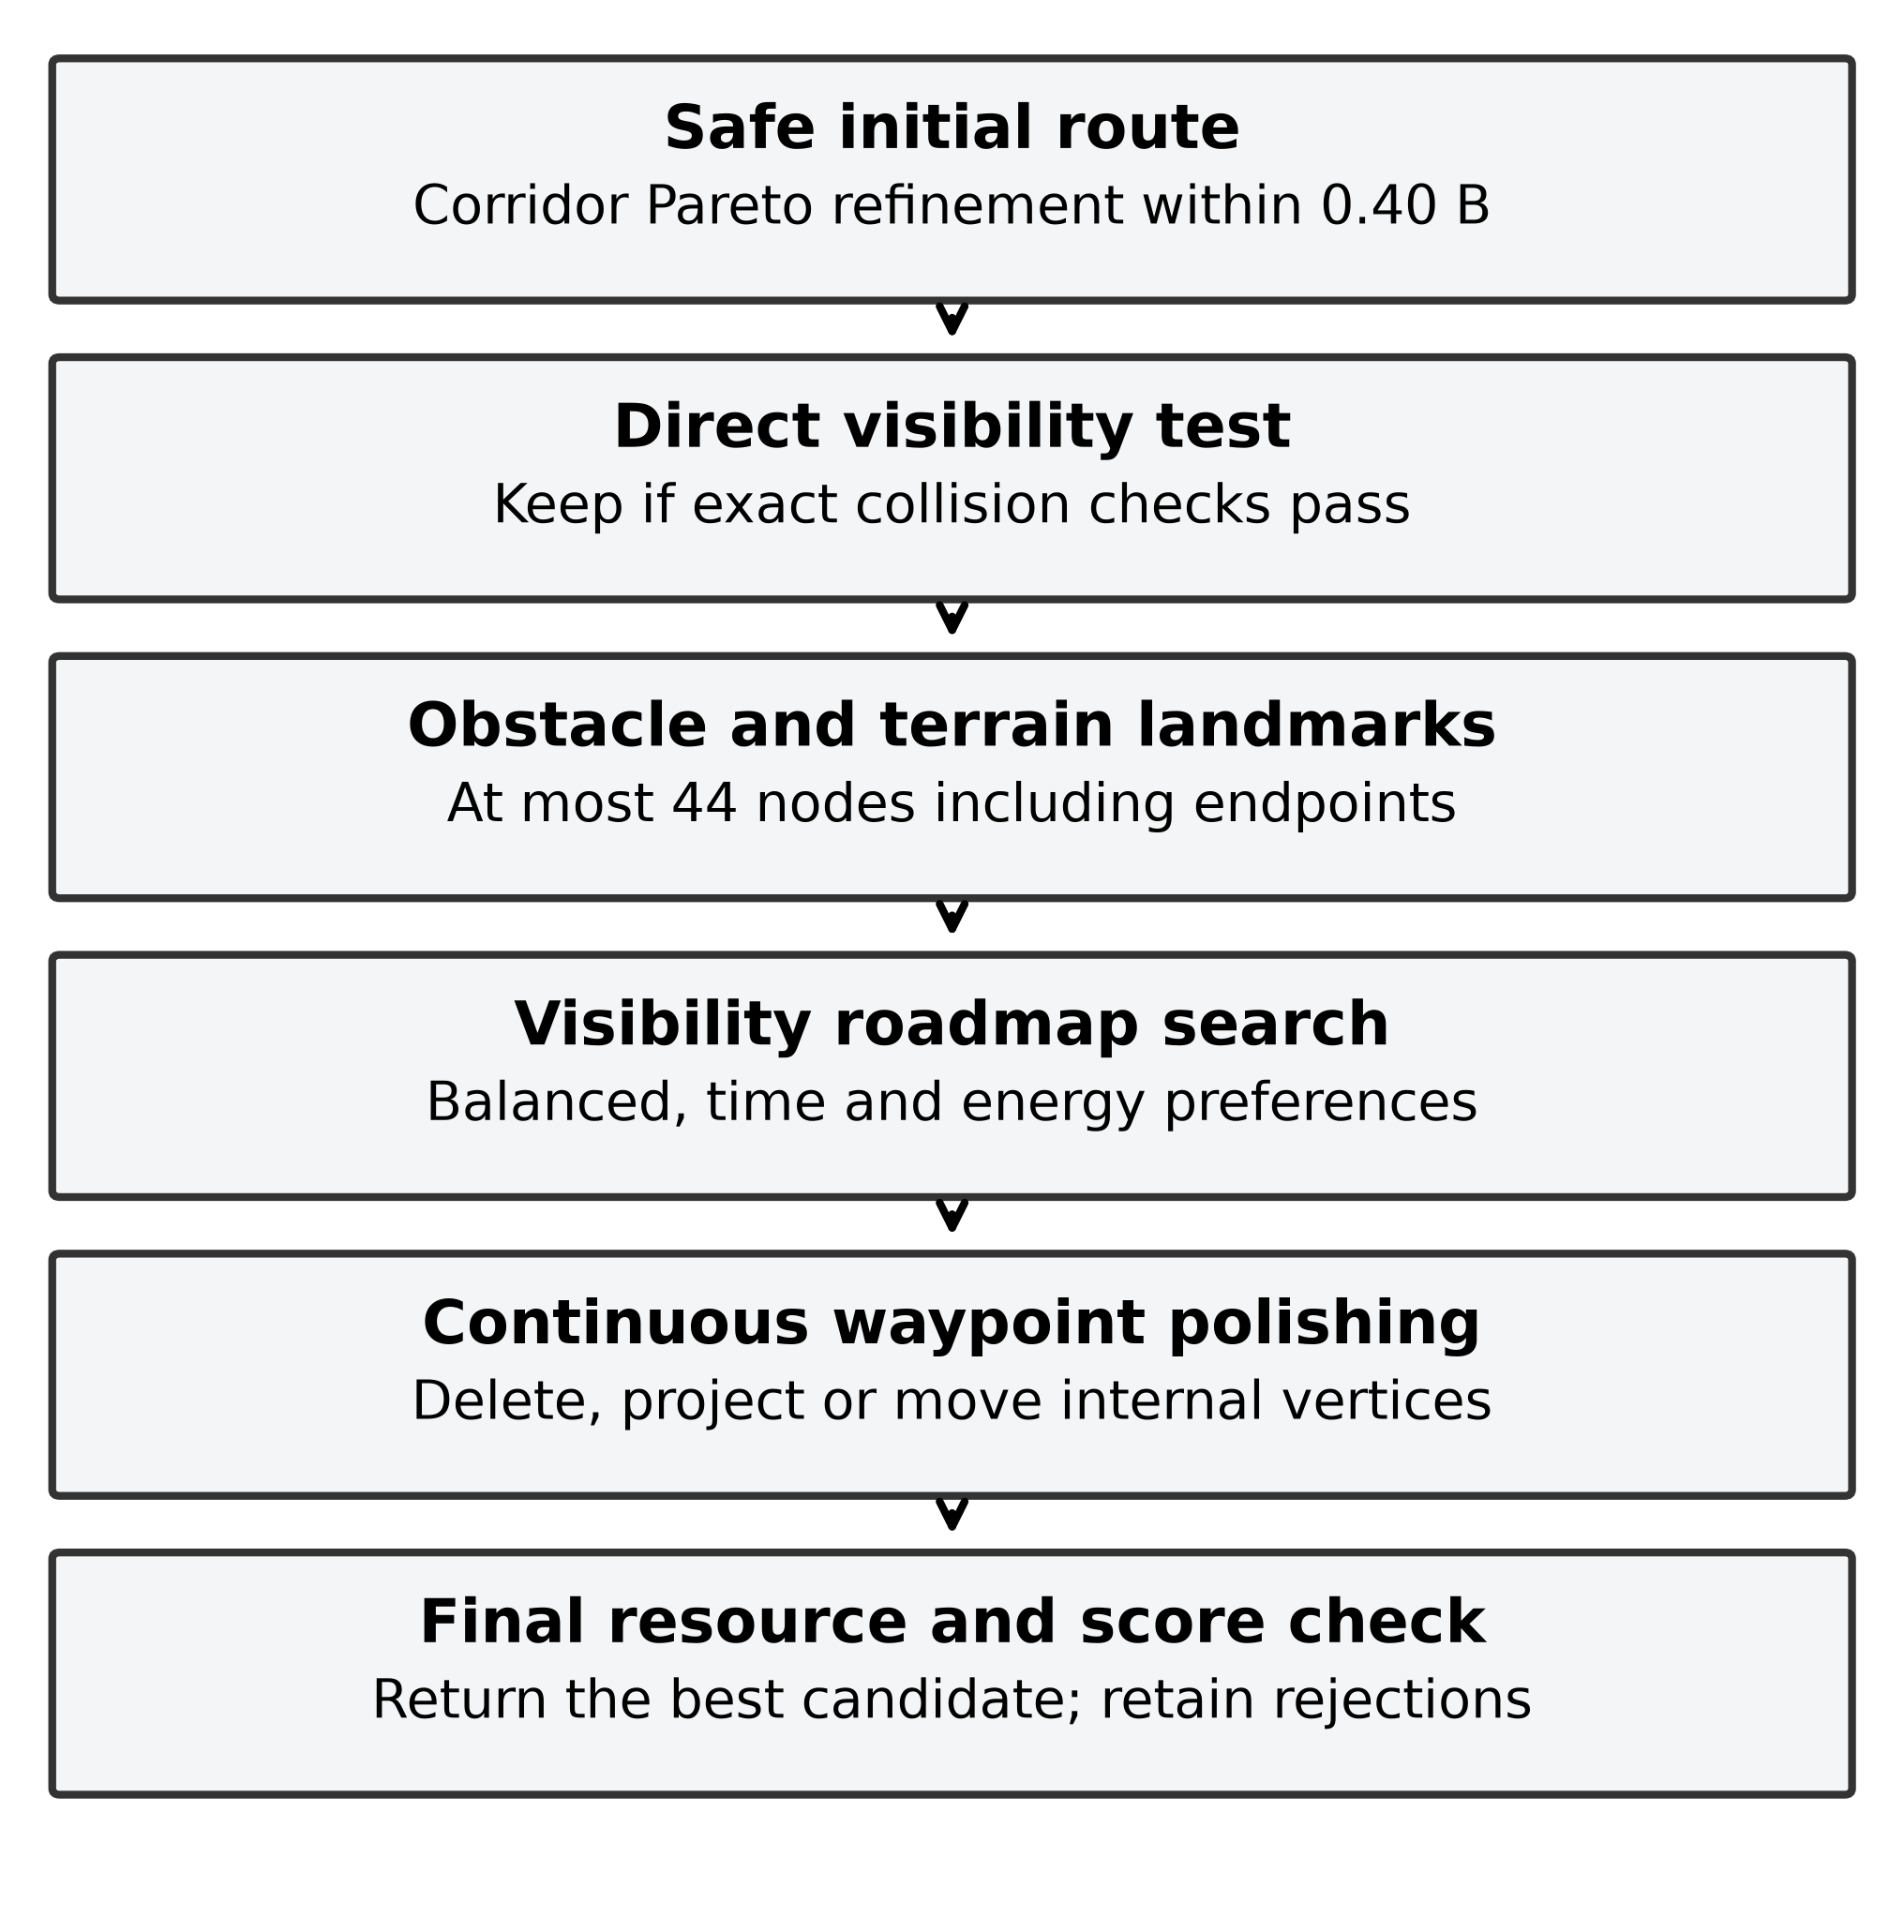 Safe initial route
Corridor Pareto refinement within 0.40 B
Direct visibility test
Keep if exact collision checks pass
Obstacle and terrain landmarks
At most 44 nodes including endpoints
Visibility roadmap search
Balanced, time and energy preferences
Continuous waypoint polishing
Delete, project or move internal vertices
Final resource and score check
Return the best candidate; retain rejections